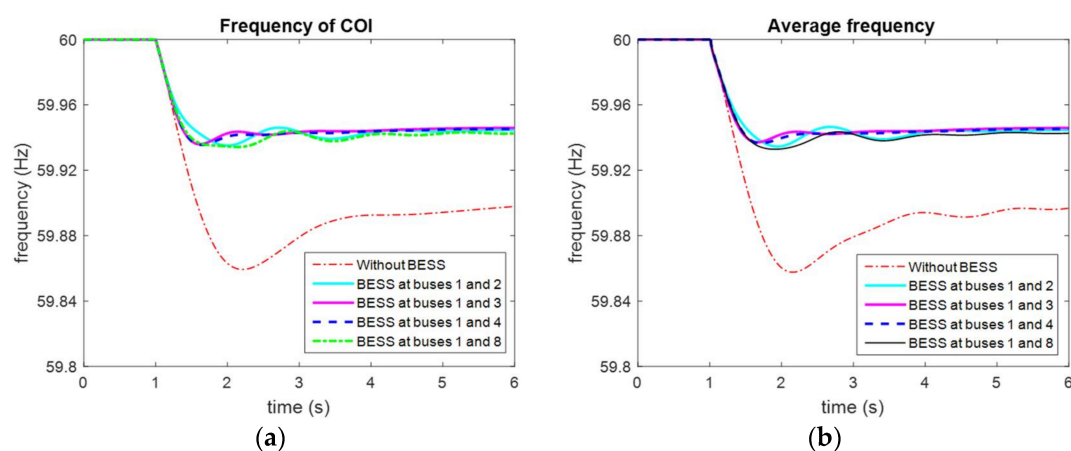 Frequency of COI
60
59.96
59.92
59.88
59.84
59.8
frequency (Hz)
Without BESS
BESS at buses 1 and 2
BESS at buses 1 and 3
BESS at buses 1 and 4
BESS at buses 1 and 8
0 1 2 3 4 5 6
time (s)
(a)
Average frequency
60
59.96
59.92
59.88
59.84
59.8
frequency (Hz)
Without BESS
BESS at buses 1 and 2
BESS at buses 1 and 3
BESS at buses 1 and 4
BESS at buses 1 and 8
0 1 2 3 4 5 6
time (s)
(b)